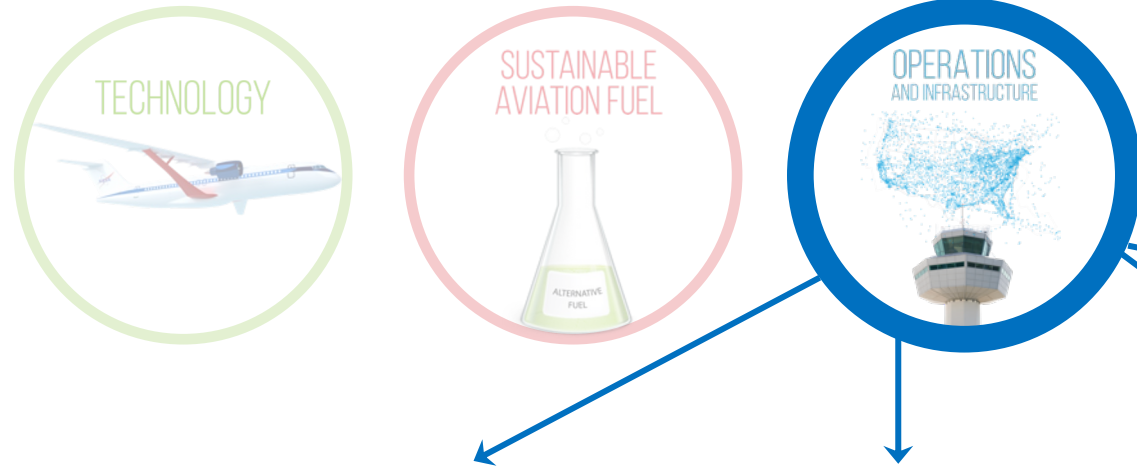 TECHNOLOGY
SUSTAINABLE
AVIATION FUEL
ALTERNATIVE
FUEL
OPERATIONS
AND INFRASTRUCTURE